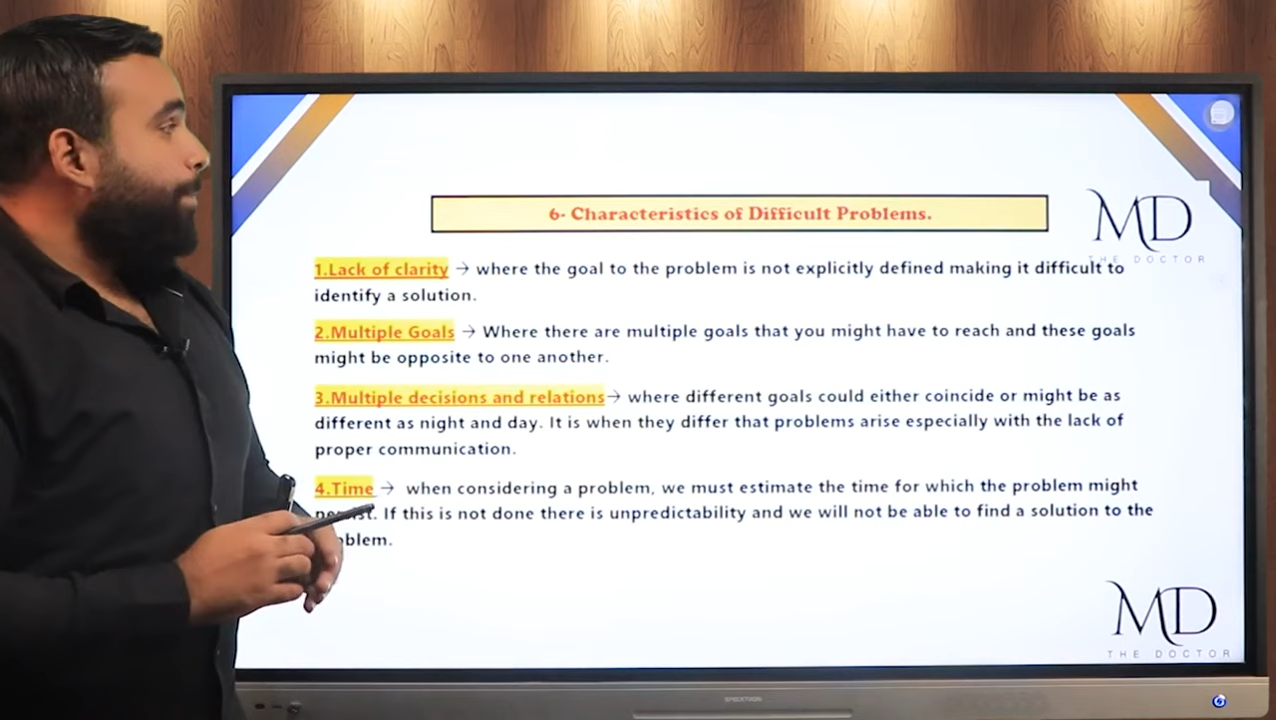 6- Characteristics of Difficult Problems.
MD
THE DOCTOR
1.Lack of clarity → where the goal to the problem is not explicitly defined making it difficult to
identify a solution.
2.Multiple Goals → Where there are multiple goals that you might have to reach and these goals
might be opposite to one another.
3.Multiple decisions and relations→ where different goals could either coincide or might be as
different as night and day. It is when they differ that problems arise especially with the lack of
proper communication.
4.Time → when considering a problem, we must estimate the time for which the problem might
If this is not done there is unpredictability and we will not be able to find a solution to the
MD
THE DOCTOR
SPECKTRON